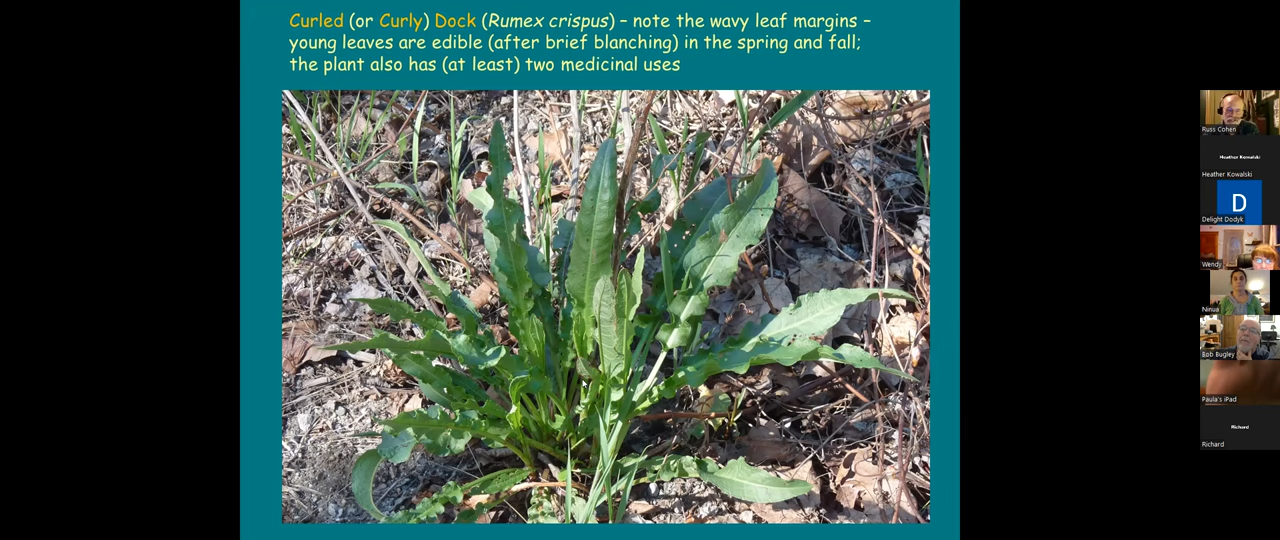 Curled (or Curly) Dock (Rumex crispus) – note the wavy leaf margins –
young leaves are edible (after brief blanching) in the spring and fall;
the plant also has (at least) two medicinal uses
Russ Cohen
Heather Kowalski
Heather Kowalski
D
Delight Dodyk
Wendy
Ninua
Bob Bugley
Paula's iPad
Richard
Richard